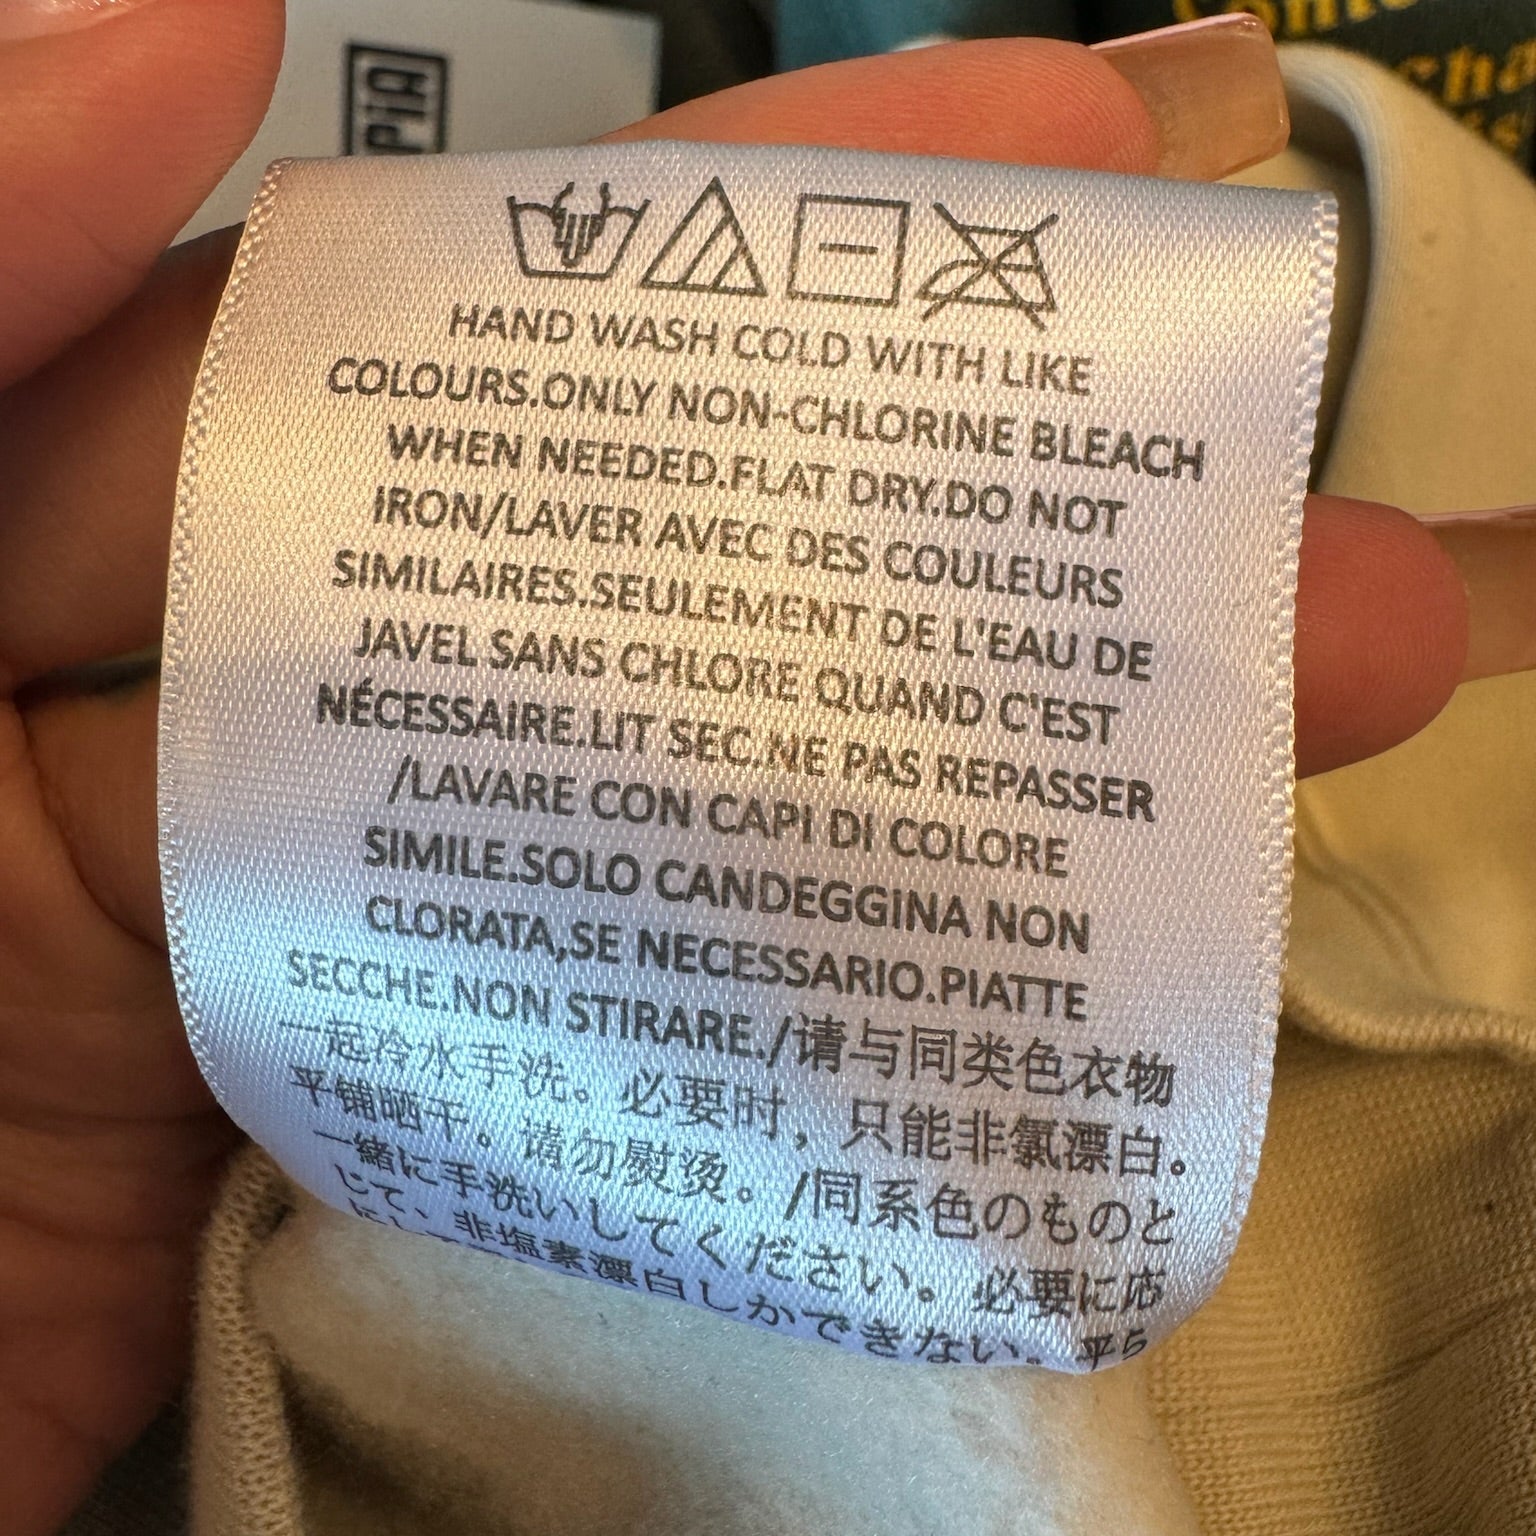 HAND WASH COLD WITH LIKE
COLOURS.ONLY NON-CHLORINE BLEACH
WHEN NEEDED.FLAT DRY.DO NOT
IRON/LAVER AVEC DES COULEURS
SIMILAIRES.SEULEMENT DE L'EAU DE
JAVEL SANS CHLORE QUAND C'EST
NÉCESSAIRE.LIT SEC.NE PAS REPASSER
/LAVARE CON CAPI DI COLORE
SIMILE.SOLO CANDEGGINA NON
CLORATA,SE NECESSARIO.PIATTE
SECCHE.NON STIRARE./请与同类色衣物
一起冷水手洗。必要时，只能非氯漂白。
平铺晒干。请勿熨烫。/同系色のものと
一緒に手洗いしてください。必要に応
じて、非塩素漂白しかできない。平ら